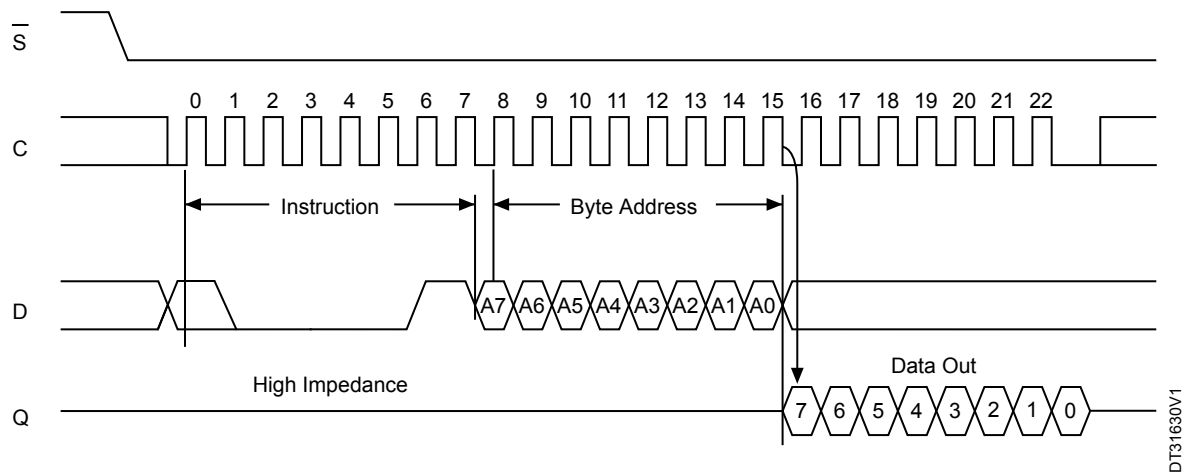 S
0 1 2 3 4 5 6 7 8 9 10 11 12 13 14 15 16 17 18 19 20 21 22
C
Instruction Byte Address
D A7 A6 A5 A4 A3 A2 A1 A0
High Impedance Data Out
Q 7 6 5 4 3 2 1 0
DT31630V1